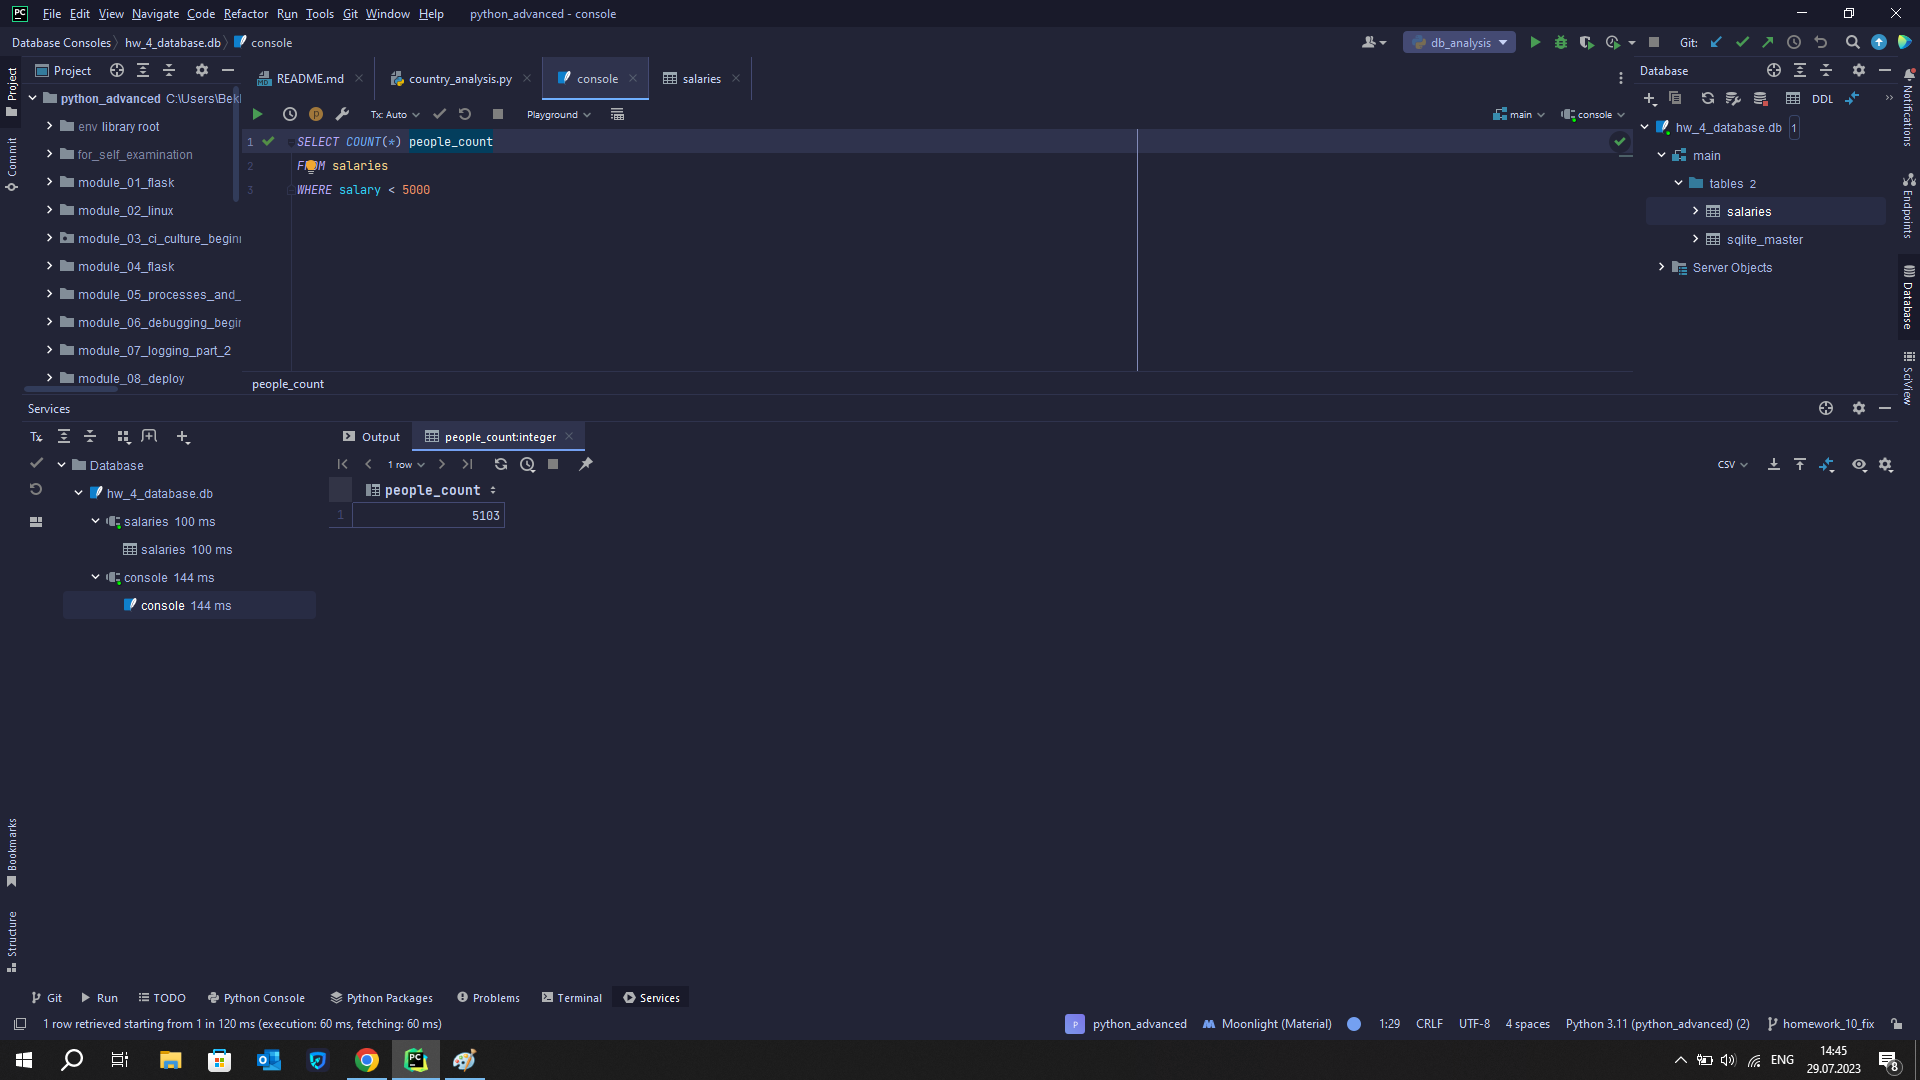 PC File Edit View Navigate Code Refactor Run Tools Git Window Help python_advanced - console
Database Consoles hw_4_database.db console
db_analysis Git:
Project
README.md country_analysis.py console salaries
Database
python_advanced C:\Users\Bekl
env library root
for_self_examination
module_01_flask
module_02_linux
module_03_ci_culture_beginn
module_04_flask
module_05_processes_and_
module_06_debugging_begin
module_07_logging_part_2
module_08_deploy
Tx: Auto Playground main console
1 SELECT COUNT(*) people_count
2 FROM salaries
3 WHERE salary < 5000
people_count
DDL
hw_4_database.db 1
main
tables 2
salaries
sqlite_master
Server Objects
Project
Commit
Bookmarks
Structure
Notifications
Endpoints
Database
SciView
Services
Tx
Database
hw_4_database.db
salaries 100 ms
salaries 100 ms
console 144 ms
console 144 ms
Output people_count:integer
1 row CSV
people_count
1 5103
Git Run TODO Python Console Python Packages Problems Terminal Services
1 row retrieved starting from 1 in 120 ms (execution: 60 ms, fetching: 60 ms)
P python_advanced Moonlight (Material) 1:29 CRLF UTF-8 4 spaces Python 3.11 (python_advanced) (2) homework_10_fix
PC ENG 14:45
29.07.2023
8